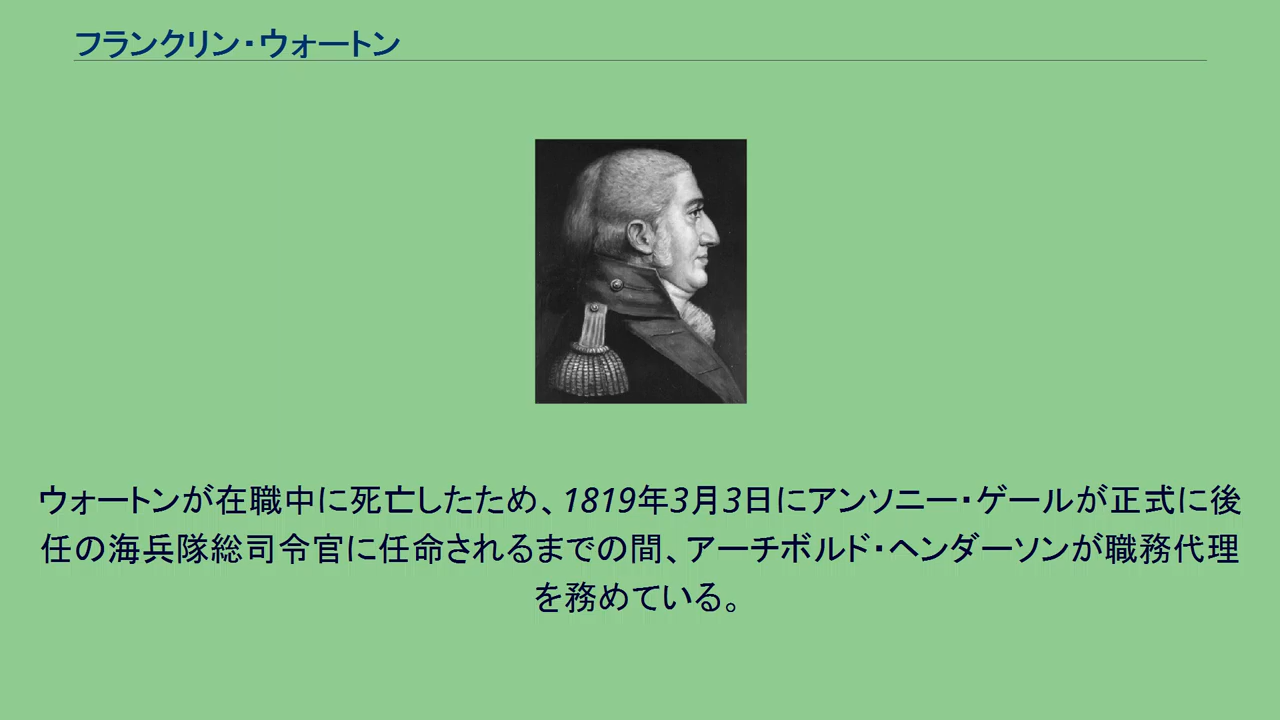 フランクリン・ウォートン
ウォートンが在職中に死亡したため、1819年3月3日にアンソニー・ゲールが正式に後
任の海兵隊総司令官に任命されるまでの間、アーチボルド・ヘンダーソンが職務代理
を務めている。